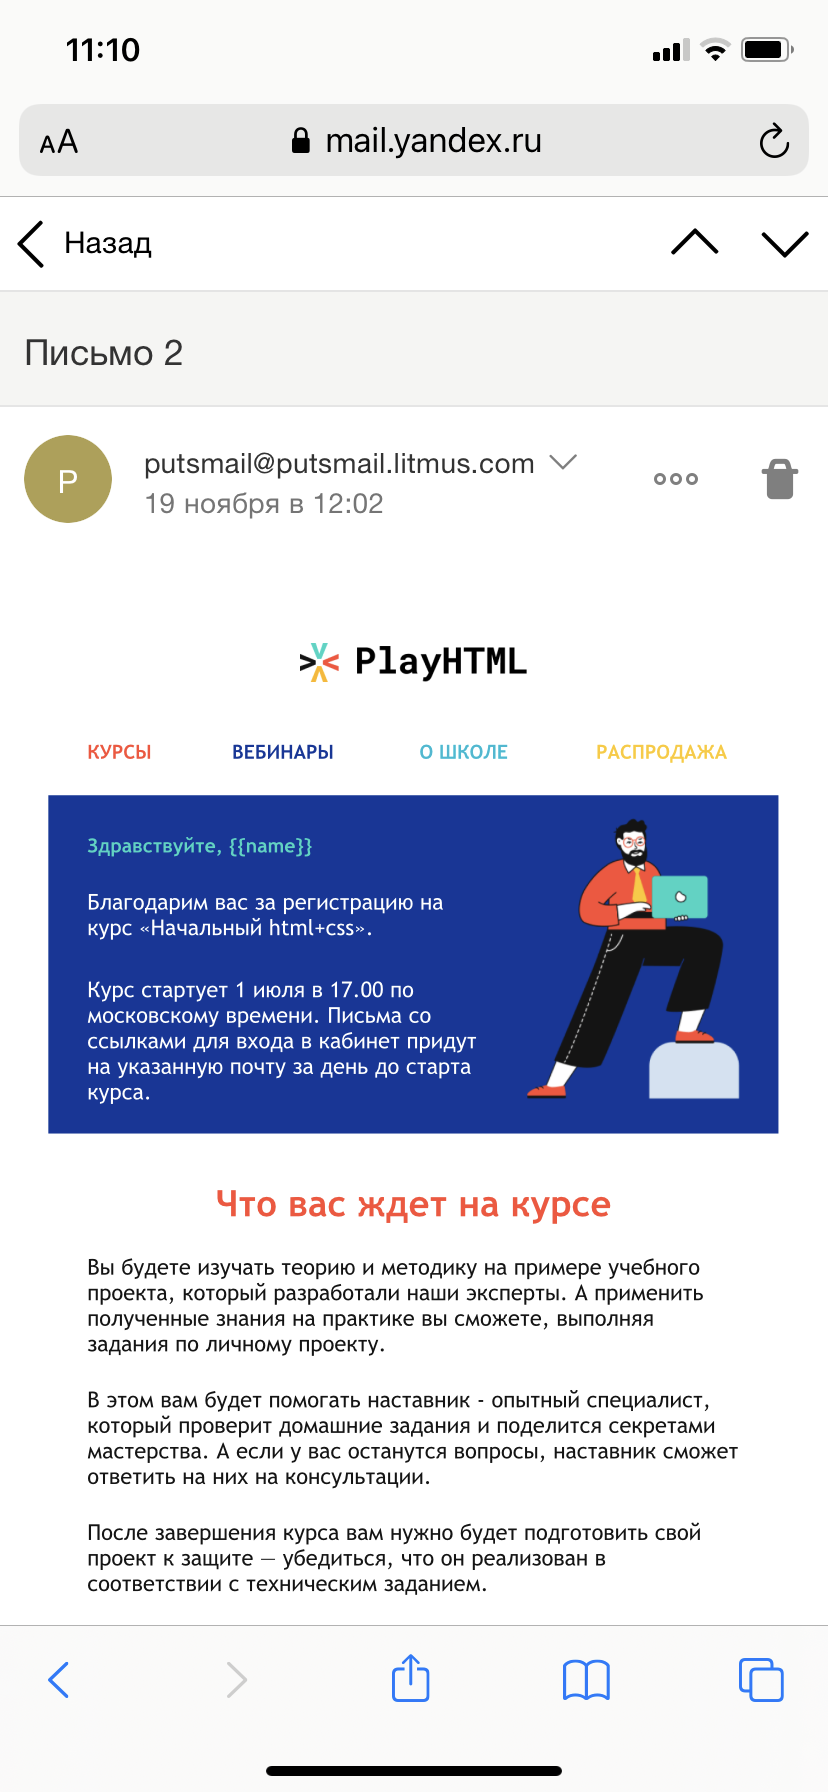 11:10
AA mail.yandex.ru
Назад
Письмо 2
P
putsmail@putsmail.litmus.com
19 ноября в 12:02
PlayHTML
КУРСЫ ВЕБИНАРЫ О ШКОЛЕ РАСПРОДАЖА
Здравствуйте, {{name}}
Благодарим вас за регистрацию на
курс «Начальный html+css».
Курс стартует 1 июля в 17.00 по
московскому времени. Письма со
ссылками для входа в кабинет придут
на указанную почту за день до старта
курса.
Что вас ждет на курсе
Вы будете изучать теорию и методику на примере учебного
проекта, который разработали наши эксперты. А применить
полученные знания на практике вы сможете, выполняя
задания по личному проекту.
В этом вам будет помогать наставник - опытный специалист,
который проверит домашние задания и поделится секретами
мастерства. А если у вас останутся вопросы, наставник сможет
ответить на них на консультации.
После завершения курса вам нужно будет подготовить свой
проект к защите — убедиться, что он реализован в
соответствии с техническим заданием.